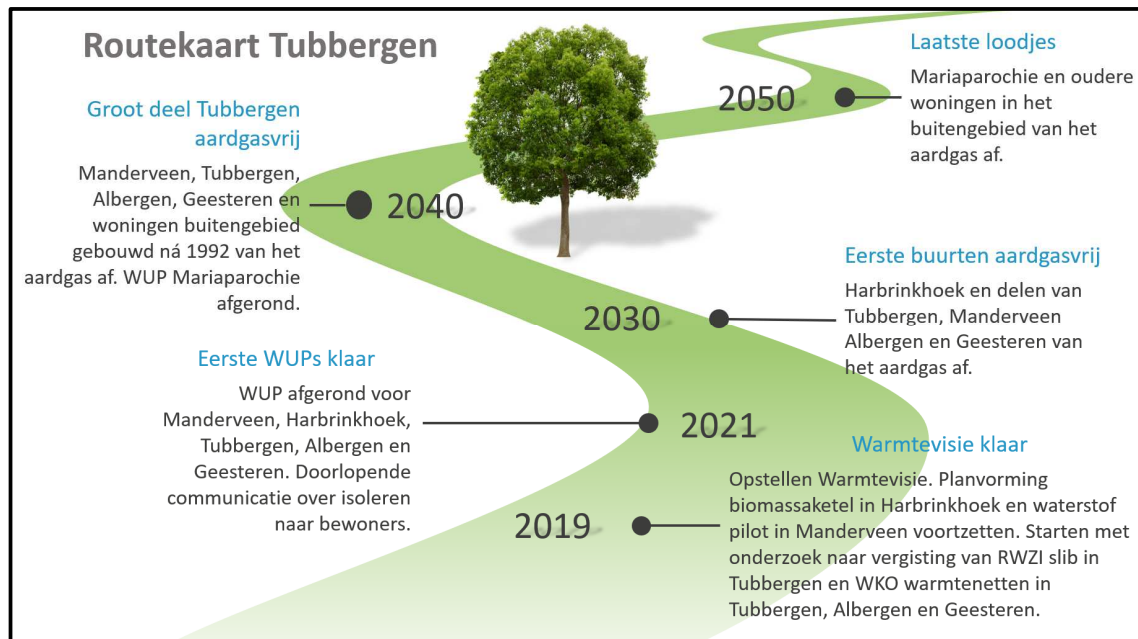 Routekaart Tubbergen
Laatste loodjes
Mariaparochie en oudere
woningen in het
buitengebied van het
aardgas af.
2050
Groot deel Tubbergen
aardgasvrij
Manderveen, Tubbergen,
Albergen, Geesteren en
woningen buitengebied
gebouwd ná 1992 van het
aardgas af. WUP Mariaparochie
afgerond.
2040
Eerste buurten aardgasvrij
Harbrinkhoek en delen van
Tubbergen, Manderveen
Albergen en Geesteren van
het aardgas af.
2030
Eerste WUPs klaar
WUP afgerond voor
Manderveen, Harbrinkhoek,
Tubbergen, Albergen en
Geesteren. Doorlopende
communicatie over isoleren
naar bewoners.
2021
Warmtevisie klaar
Opstellen Warmtevisie. Planvorming
biomassaketel in Harbrinkhoek en waterstof
pilot in Manderveen voortzetten. Starten met
onderzoek naar vergisting van RWZI slib in
Tubbergen en WKO warmtenetten in
Tubbergen, Albergen en Geesteren.
2019